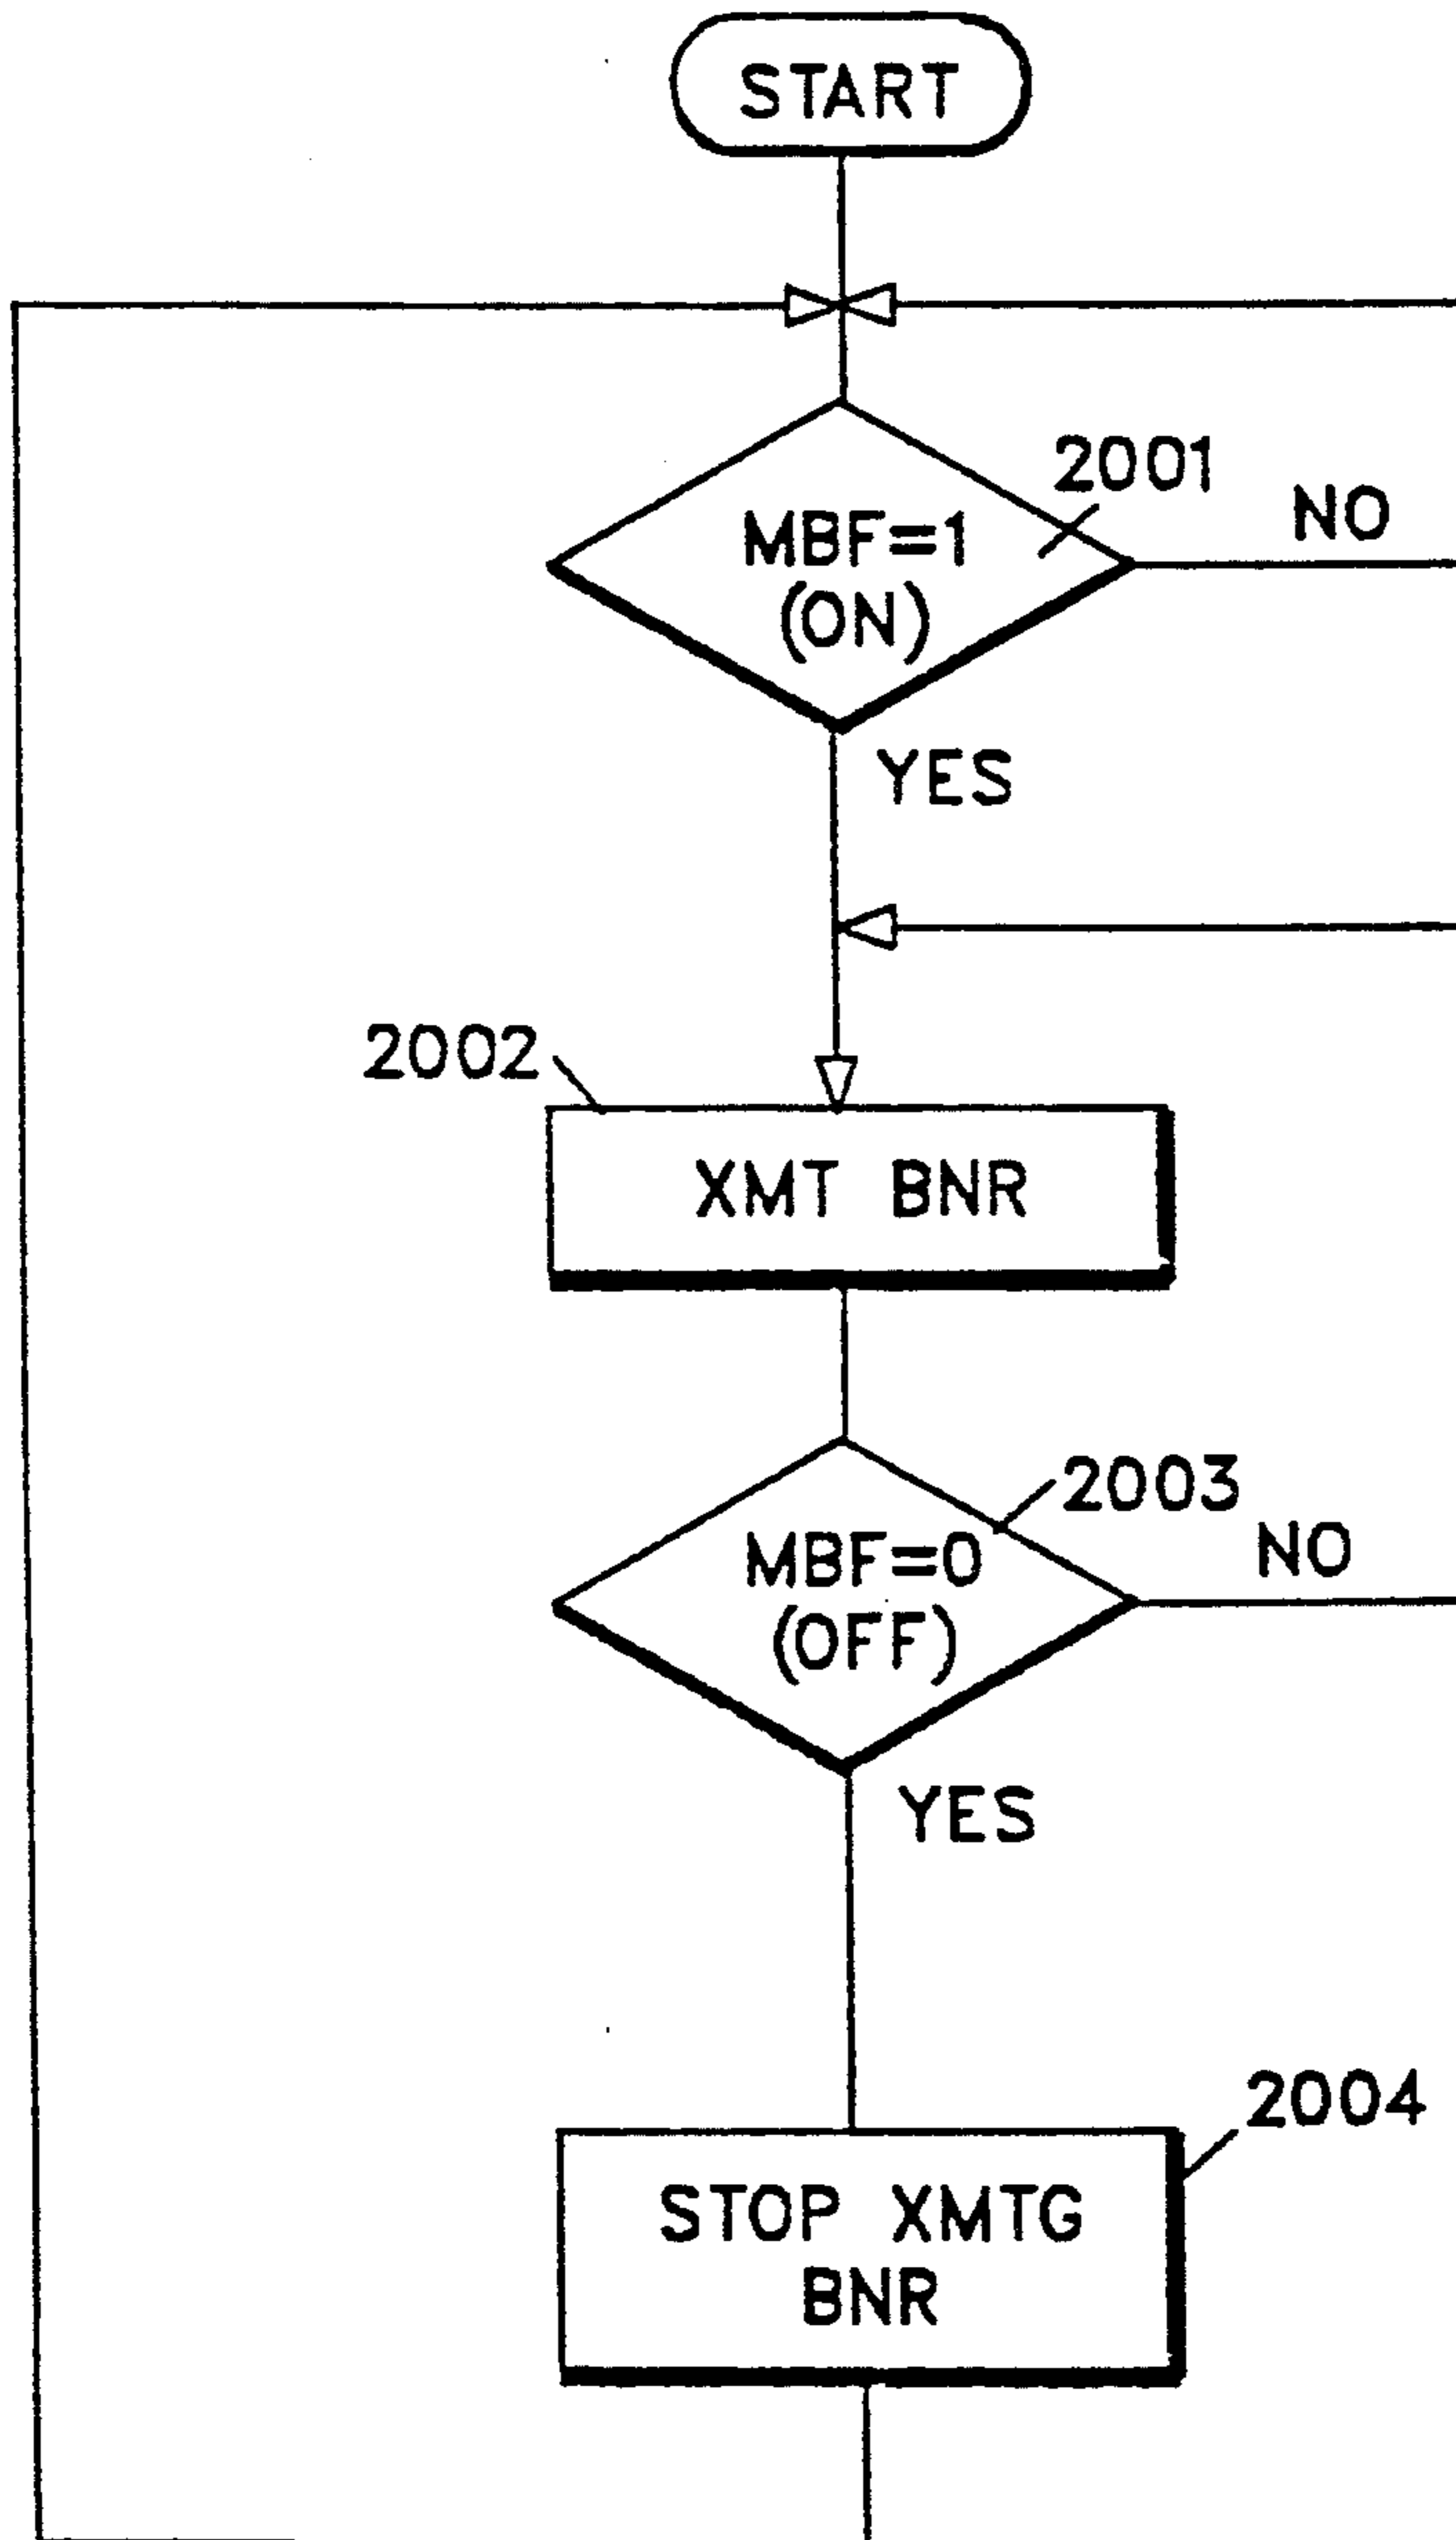 START
2001
NO
MBF=1
(ON)
YES
2002
XMT BNR
2003
NO
MBF=0
(OFF)
YES
2004
STOP XMTG
BNR